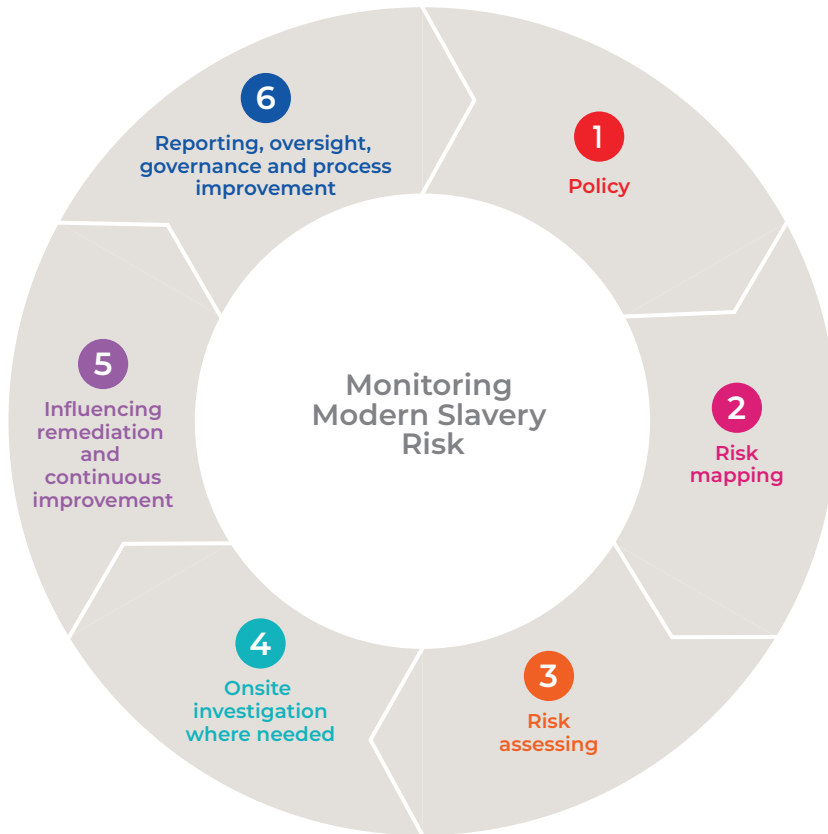 Monitoring
Modern Slavery
Risk
1
Policy
2
Risk
mapping
3
Risk
assessing
4
Onsite
investigation
where needed
5
Influencing
remediation
and
continuous
improvement
6
Reporting, oversight,
governance and process
improvement